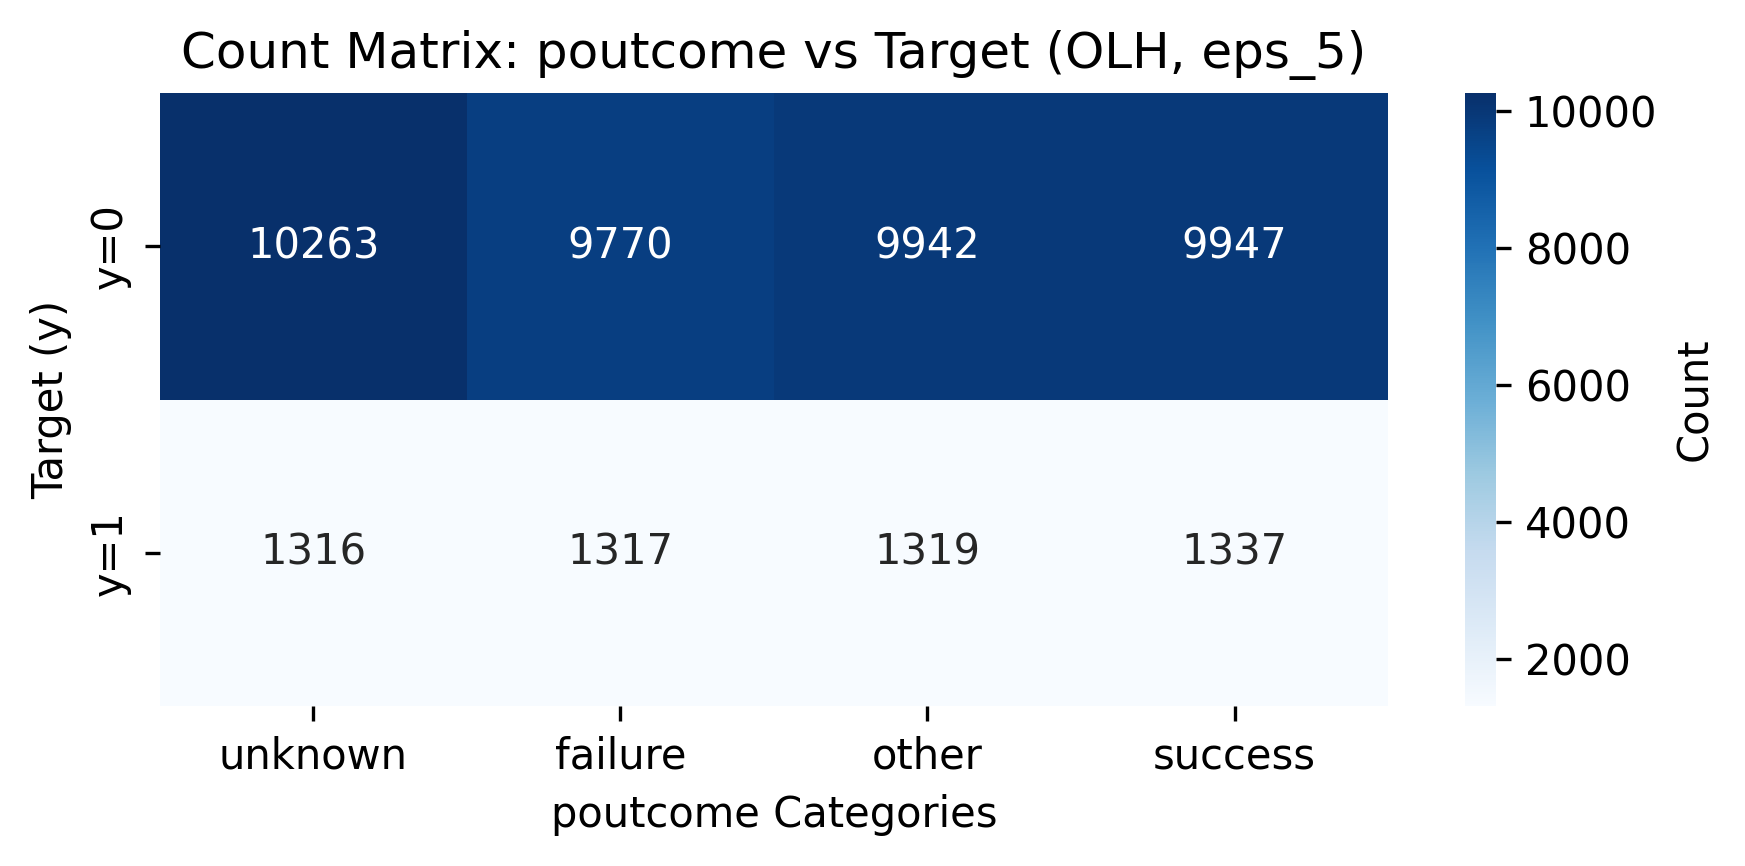 Count Matrix: poutcome vs Target (OLH, eps_5)
Target (y)
y=0
10263 9770 9942 9947
y=1
1316 1317 1319 1337
unknown failure other success
poutcome Categories
10000
8000
6000
4000
2000
Count